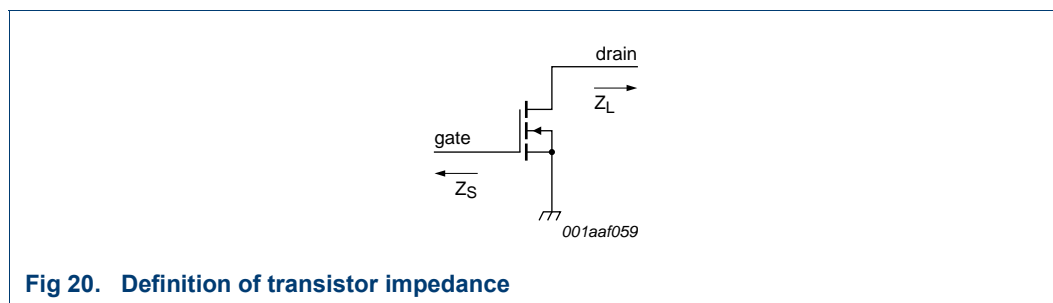 drain
Z_L
gate
Z_S
001aaf059
Fig 20. Definition of transistor impedance